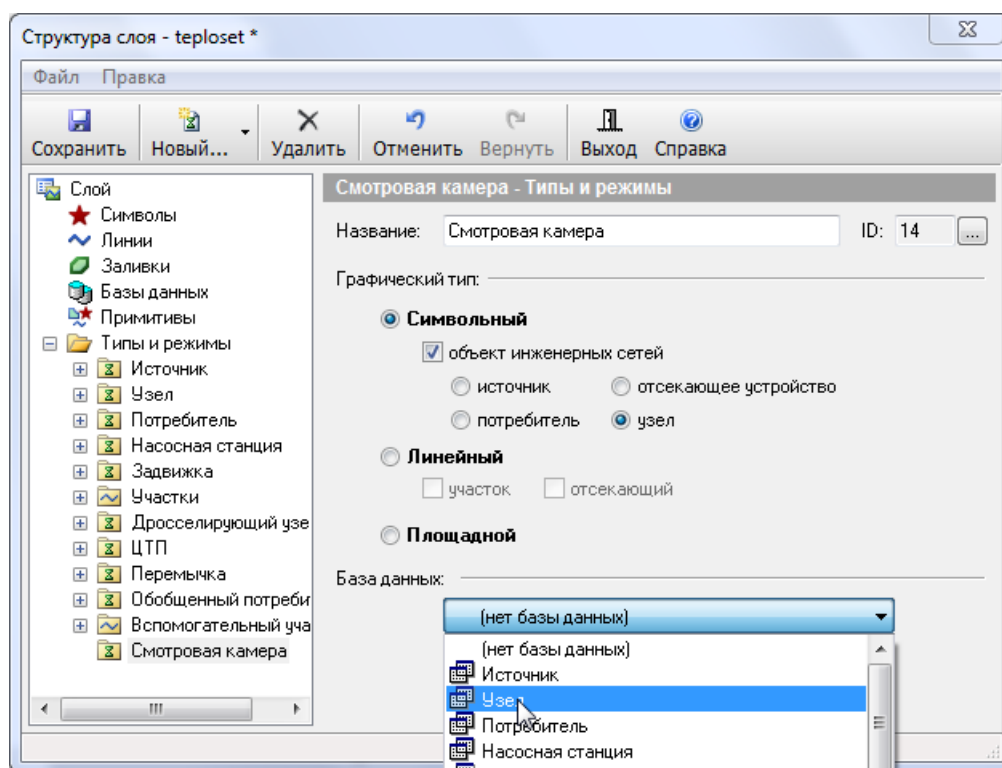 Структура слоя - teploset *
Файл Правка
Сохранить Новый... Удалить Отменить Вернуть Выход Справка
Слой
Символы
Линии
Заливки
Базы данных
Примитивы
Типы и режимы
Источник
Узел
Потребитель
Насосная станция
Задвижка
Участки
Дросселирующий узе
ЦТП
Перемычка
Обобщенный потреби
Вспомогательный уча
Смотровая камера
Смотровая камера - Типы и режимы
Название: Смотровая камера ID: 14 ...
Графический тип:
Символьный
объект инженерных сетей
источник отсекающее устройство
потребитель узел
Линейный
участок отсекающий
Площадной
База данных:
(нет базы данных)
(нет базы данных)
Источник
Узел
Потребитель
Насосная станция